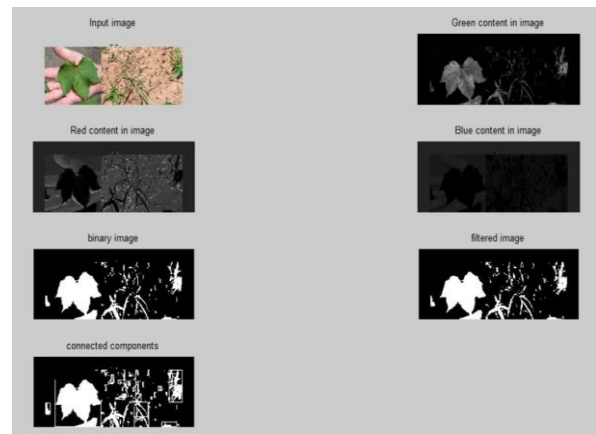 Input image
Green content in image
Red content in image
Blue content in image
binary image
filtered image
connected components